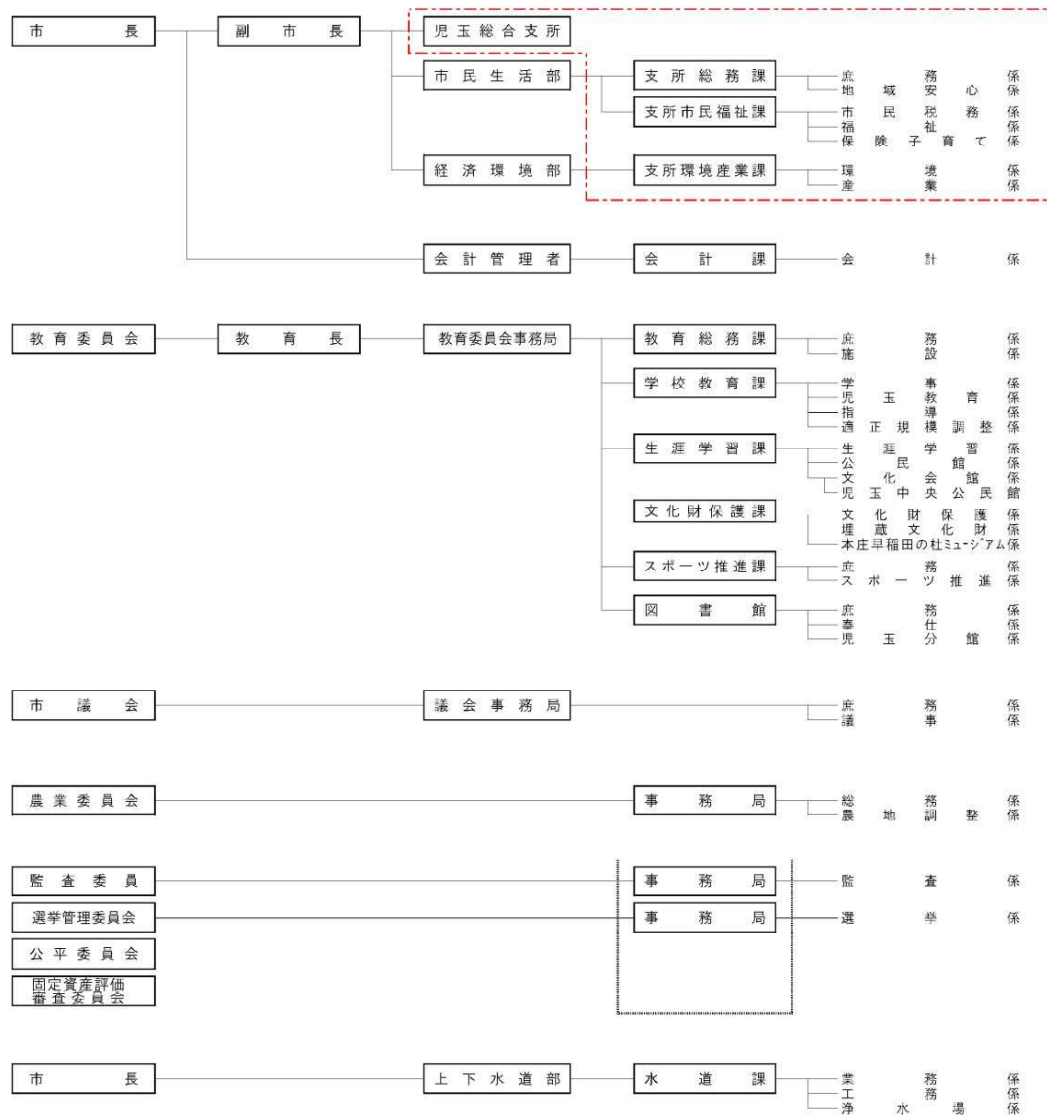 市長 副市長 児玉総合支所
市民生活部 支所総務課 庶務係
地域安心係
支所市民福祉課 市民税務係
福祉係
保険子育て係
経済環境部 支所環境産業課 環境係
産業係
会計管理者 会計課 会計係
教育委員会 教育長 教育委員会事務局 教育総務課 庶務係
施設係
学校教育課 学事係
児玉教育係
指導係
適正規模調整係
生涯学習課 生涯学習係
公民館係
文化会館係
児玉中央公民館
文化財保護課 文化財保護係
埋蔵文化財係
本庄早稲田の杜ミュージアム係
スポーツ推進課 庶務係
スポーツ推進係
図書館 庶務係
奉仕係
児玉分館係
市議会 議会事務局 庶務係
議事係
農業委員会 事務局 総務係
農地調整係
監査委員 事務局 監査係
選挙管理委員会 事務局 選挙係
公平委員会
固定資産評価
審査委員会
市長 上下水道部 水道課 業務係
工務係
浄水場係